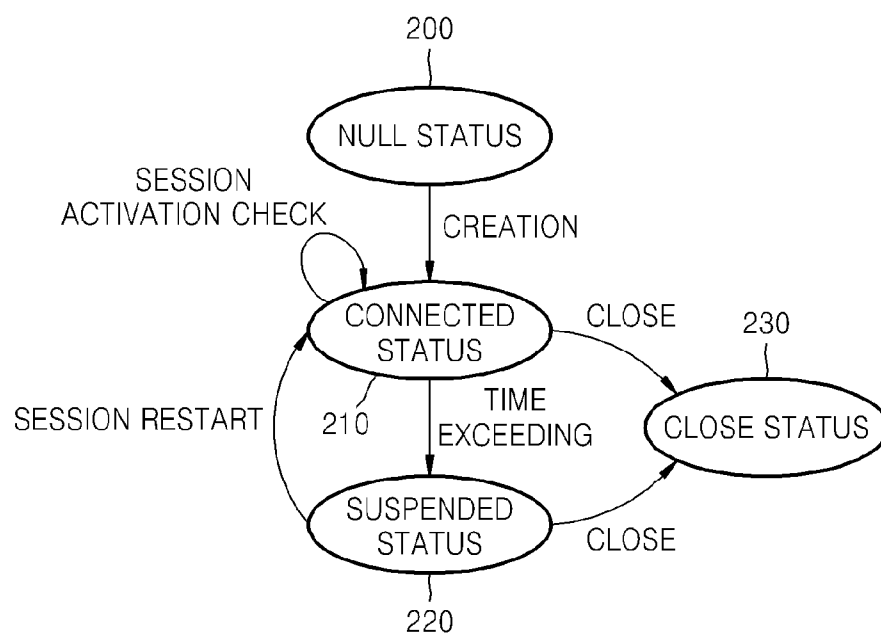 200
NULL STATUS
SESSION
ACTIVATION CHECK
CREATION
CONNECTED
STATUS
CLOSE
230
210
TIME
EXCEEDING
SESSION RESTART
CLOSE STATUS
SUSPENDED
STATUS
CLOSE
220